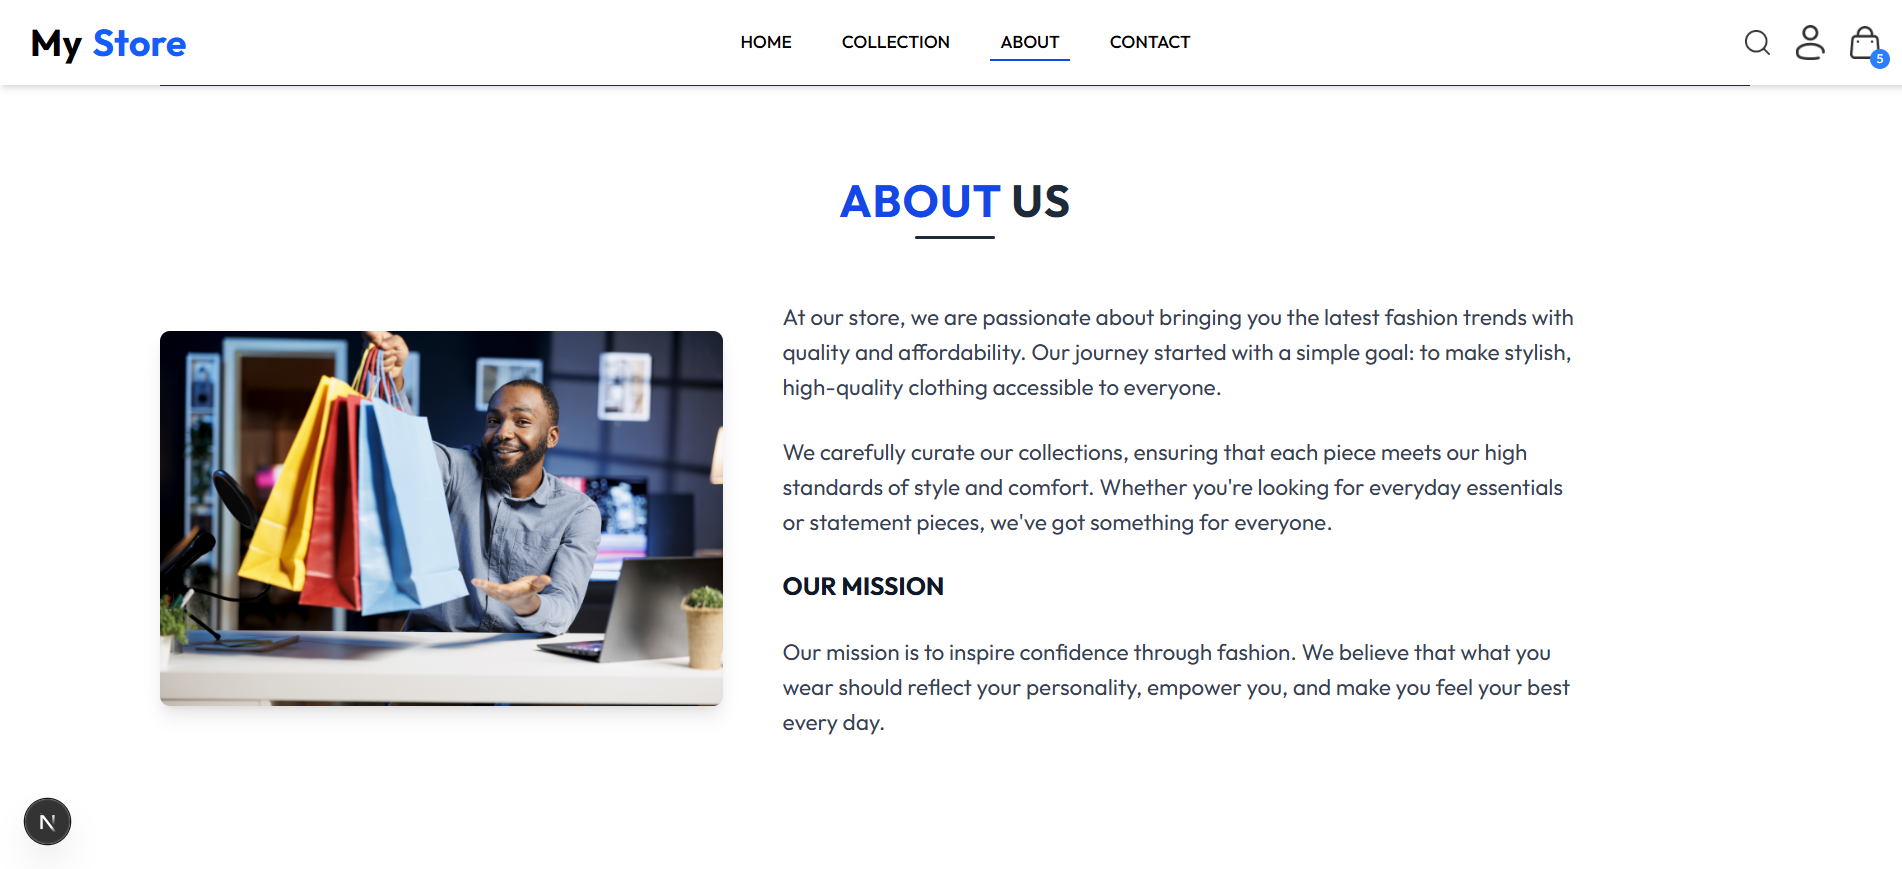 My Store
HOME
COLLECTION
ABOUT
CONTACT
5
ABOUT US
At our store, we are passionate about bringing you the latest fashion trends with
quality and affordability. Our journey started with a simple goal: to make stylish,
high-quality clothing accessible to everyone.
We carefully curate our collections, ensuring that each piece meets our high
standards of style and comfort. Whether you're looking for everyday essentials
or statement pieces, we've got something for everyone.
OUR MISSION
Our mission is to inspire confidence through fashion. We believe that what you
wear should reflect your personality, empower you, and make you feel your best
every day.
N